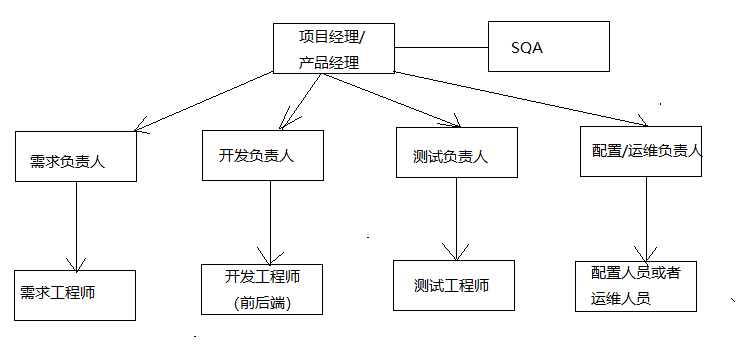 项目经理/
产品经理
SQA
需求负责人
开发负责人
测试负责人
配置/运维负责人
需求工程师
开发工程师
（前后端）
测试工程师
配置人员或者
运维人员